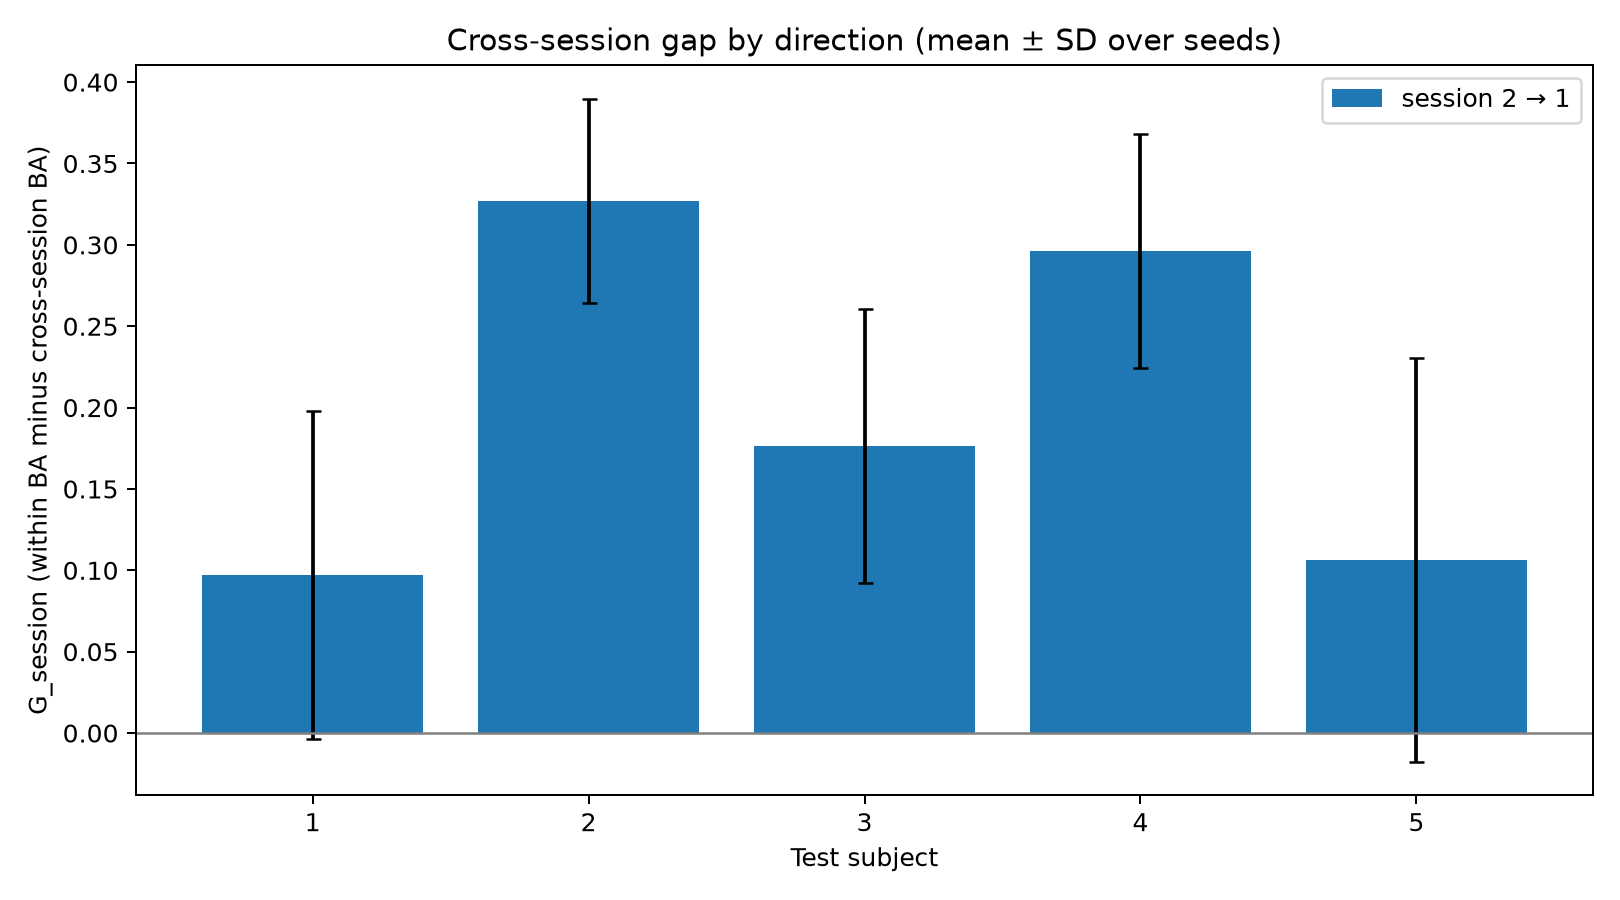 Cross-session gap by direction (mean ± SD over seeds)
session 2 → 1
G_session (within BA minus cross-session BA)
0.40
0.35
0.30
0.25
0.20
0.15
0.10
0.05
0.00
1 2 3 4 5
Test subject